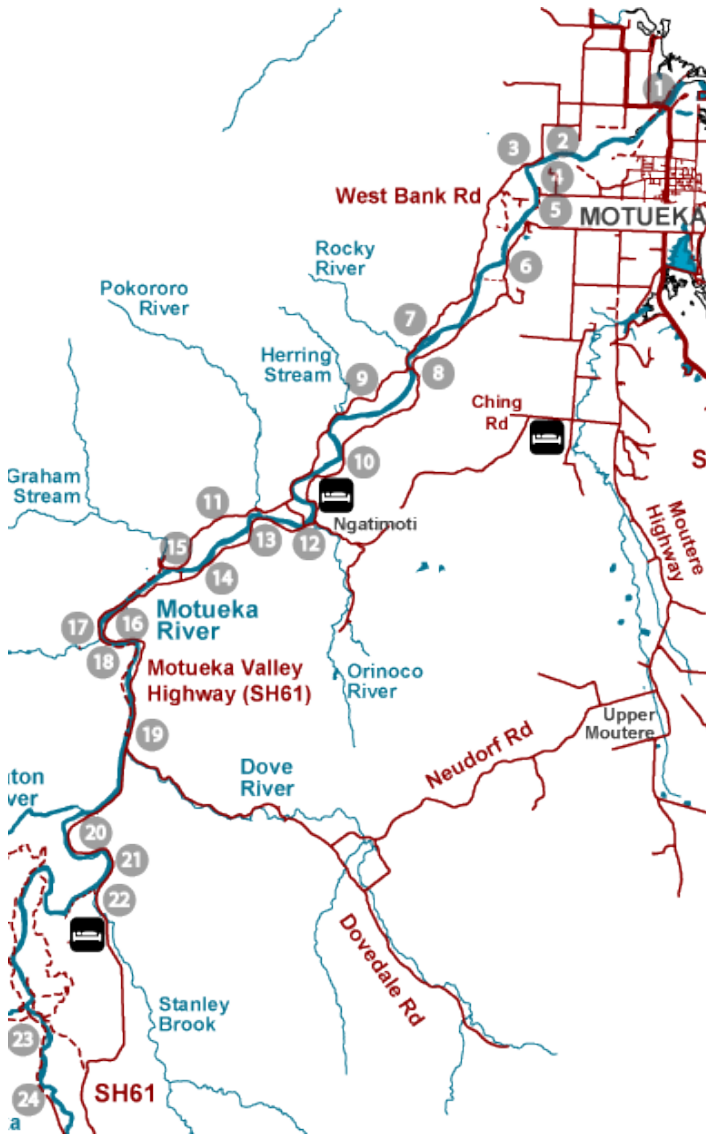 1
2
3
4
West Bank Rd
5
MOTUEKA
Rocky
River
6
Pokororo
River
7
Herring
Stream
8
9
Ching
Rd
S
10
Graham
Stream
11
Ngatimoti
Moutere
Highway
12
13
15
14
Motueka
River
16
17
18
Motueka Valley
Highway (SH61)
Orinoco
River
Upper
Moutere
19
Neudorf Rd
Dove
River
ton
ver
20
21
22
Dovedale Rd
Stanley
Brook
23
SH61
24
a